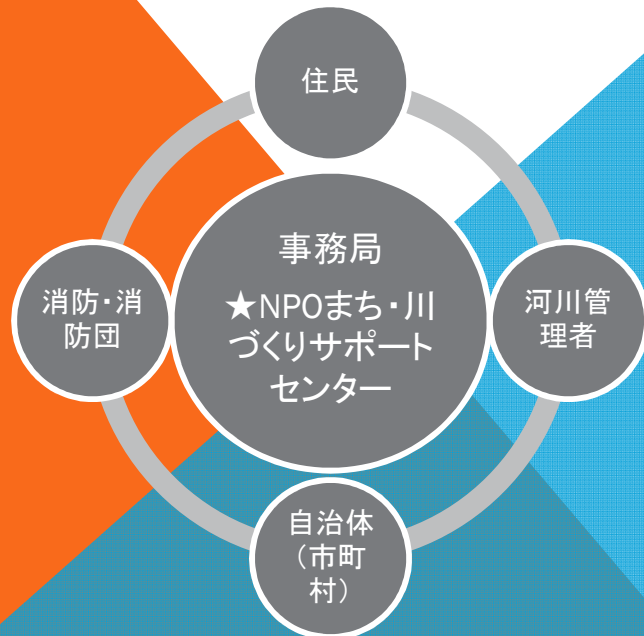 住民
事務局
★NPOまち・川
づくりサポート
センター
消防・消
防団
河川管
理者
自治体
（市町
村）